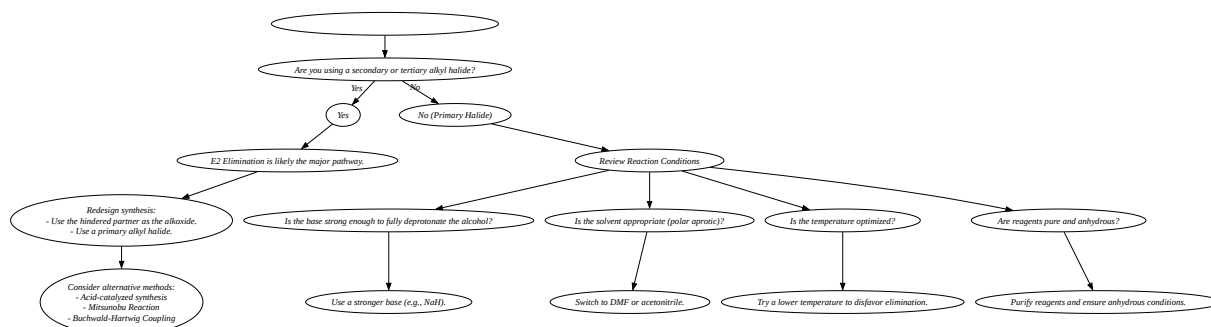 Are you using a secondary or tertiary alkyl halide?
Yes
No
Yes
No (Primary Halide)
E2 Elimination is likely the major pathway.
Review Reaction Conditions
Redesign synthesis:
- Use the hindered partner as the alkoxide.
- Use a primary alkyl halide.
Is the base strong enough to fully deprotonate the alcohol?
Is the solvent appropriate (polar aprotic)?
Is the temperature optimized?
Are reagents pure and anhydrous?
Consider alternative methods:
- Acid-catalyzed synthesis
- Mitsunobu Reaction
- Buchwald-Hartwig Coupling
Use a stronger base (e.g., NaH).
Switch to DMF or acetonitrile.
Try a lower temperature to disfavor elimination.
Purify reagents and ensure anhydrous conditions.